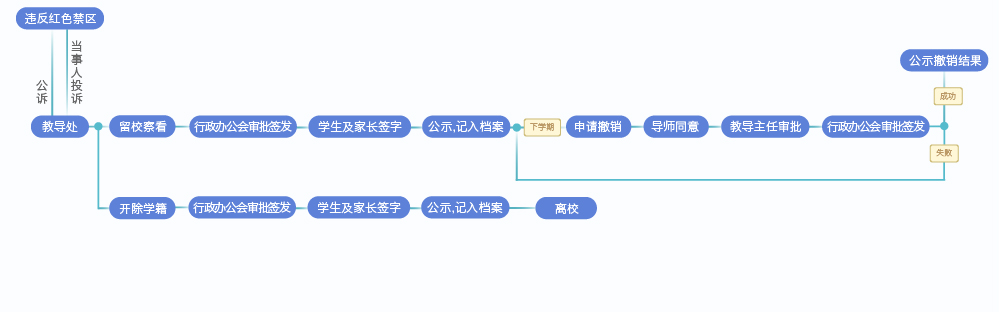 违反红色禁区
公诉
当事人投诉
公示撤销结果
成功
教导处
留校察看
行政办公会审批签发
学生及家长签字
公示,记入档案
下学期
申请撤销
导师同意
教导主任审批
行政办公会审批签发
失败
开除学籍
行政办公会审批签发
学生及家长签字
公示,记入档案
离校